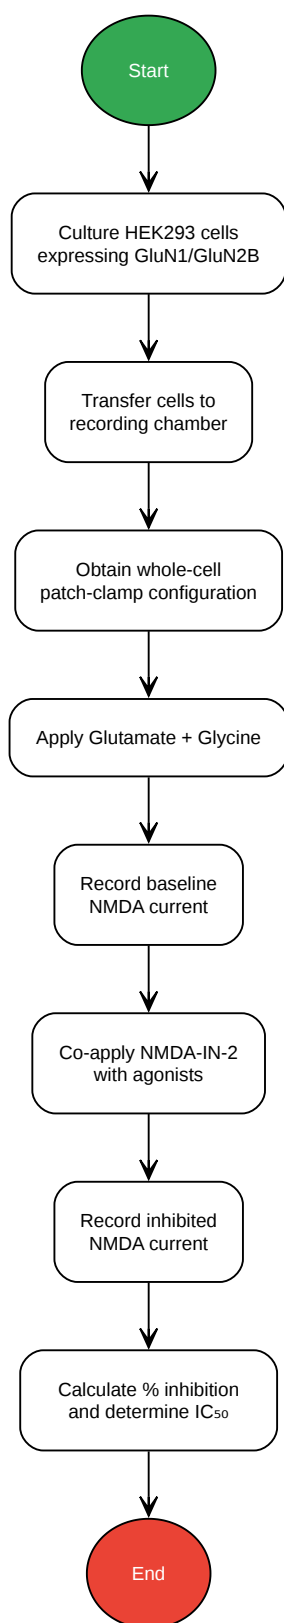 Start
Culture HEK293 cells
expressing GluN1/GluN2B
Transfer cells to
recording chamber
Obtain whole-cell
patch-clamp configuration
Apply Glutamate + Glycine
Record baseline
NMDA current
Co-apply NMDA-IN-2
with agonists
Record inhibited
NMDA current
Calculate % inhibition
and determine IC₅₀
End